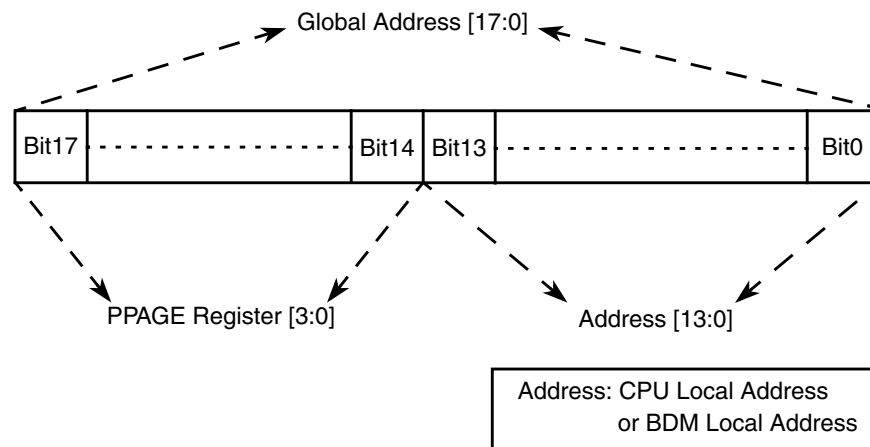 Global Address [17:0]
Bit17
Bit14
Bit13
Bit0
PPAGE Register [3:0]
Address [13:0]
Address: CPU Local Address
or BDM Local Address